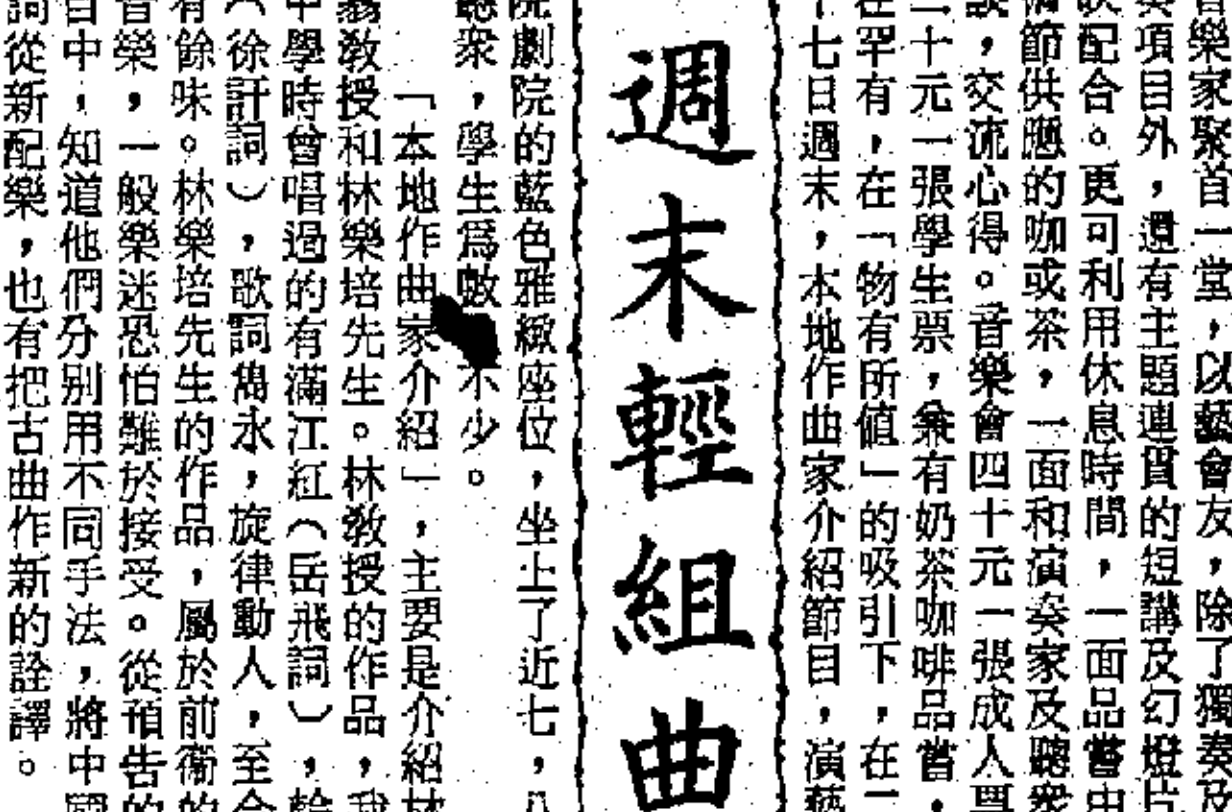 音樂家聚首一堂，以藝會友，除了獨奏及
奏項目外，還有主題連貫的短講及幻燈片
歌配合。更可利用休息時間，一面品嘗由
備節供應的咖或茶，一面和演奏家及聽衆
談，交流心得。音樂會四十元一張成人票
二十元一張學生票，兼有奶茶咖啡品嘗，
在罕有，在「物有所值」的吸引下，在二
十七日週末，本地作曲家介紹節目，演藝
週末輕組曲
院劇院的藍色雅緻座位，坐上了近七，八
聽衆，學生爲數不少。
「本地作曲家介紹」，主要是介紹林
教授和林樂培先生。林教授的作品，我
中學時曾唱過的有滿江紅（岳飛詞），輪
（徐訏詞），歌詞雋永，旋律動人，至今
有餘味。林樂培先生的作品，屬於前衞的
音樂，一般樂迷恐怕難於接受。從預告的
目中，知道他們分別用不同手法，將中國
詞從新配樂，也有把古曲作新的詮譯。